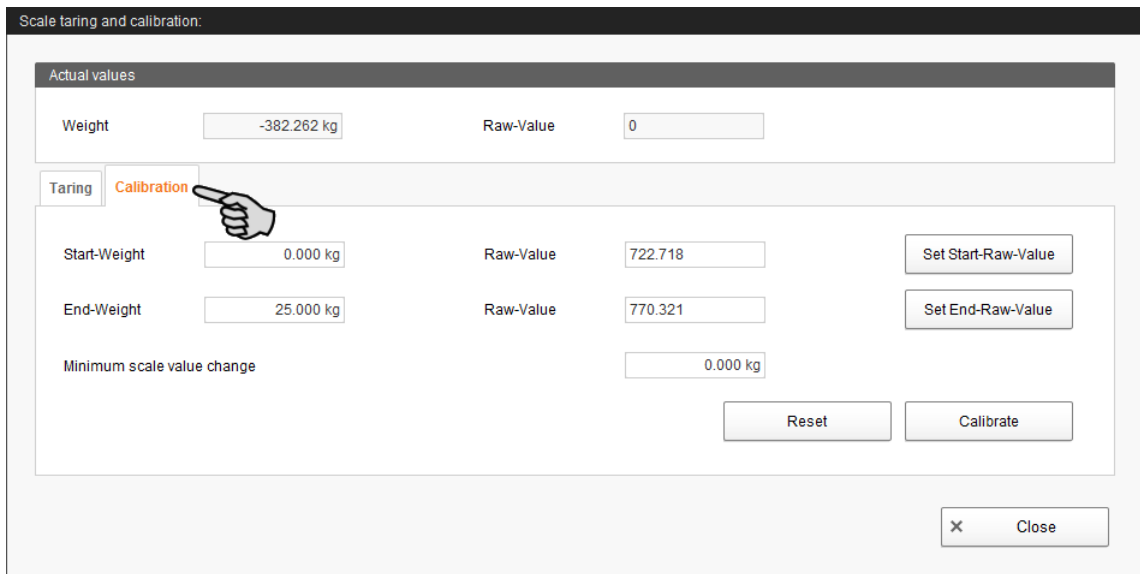 Scale taring and calibration:
Actual values
Weight -382.262 kg Raw-Value 0
Taring Calibration
Start-Weight 0.000 kg Raw-Value 722.718 Set Start-Raw-Value
End-Weight 25.000 kg Raw-Value 770.321 Set End-Raw-Value
Minimum scale value change 0.000 kg
Reset Calibrate
Close